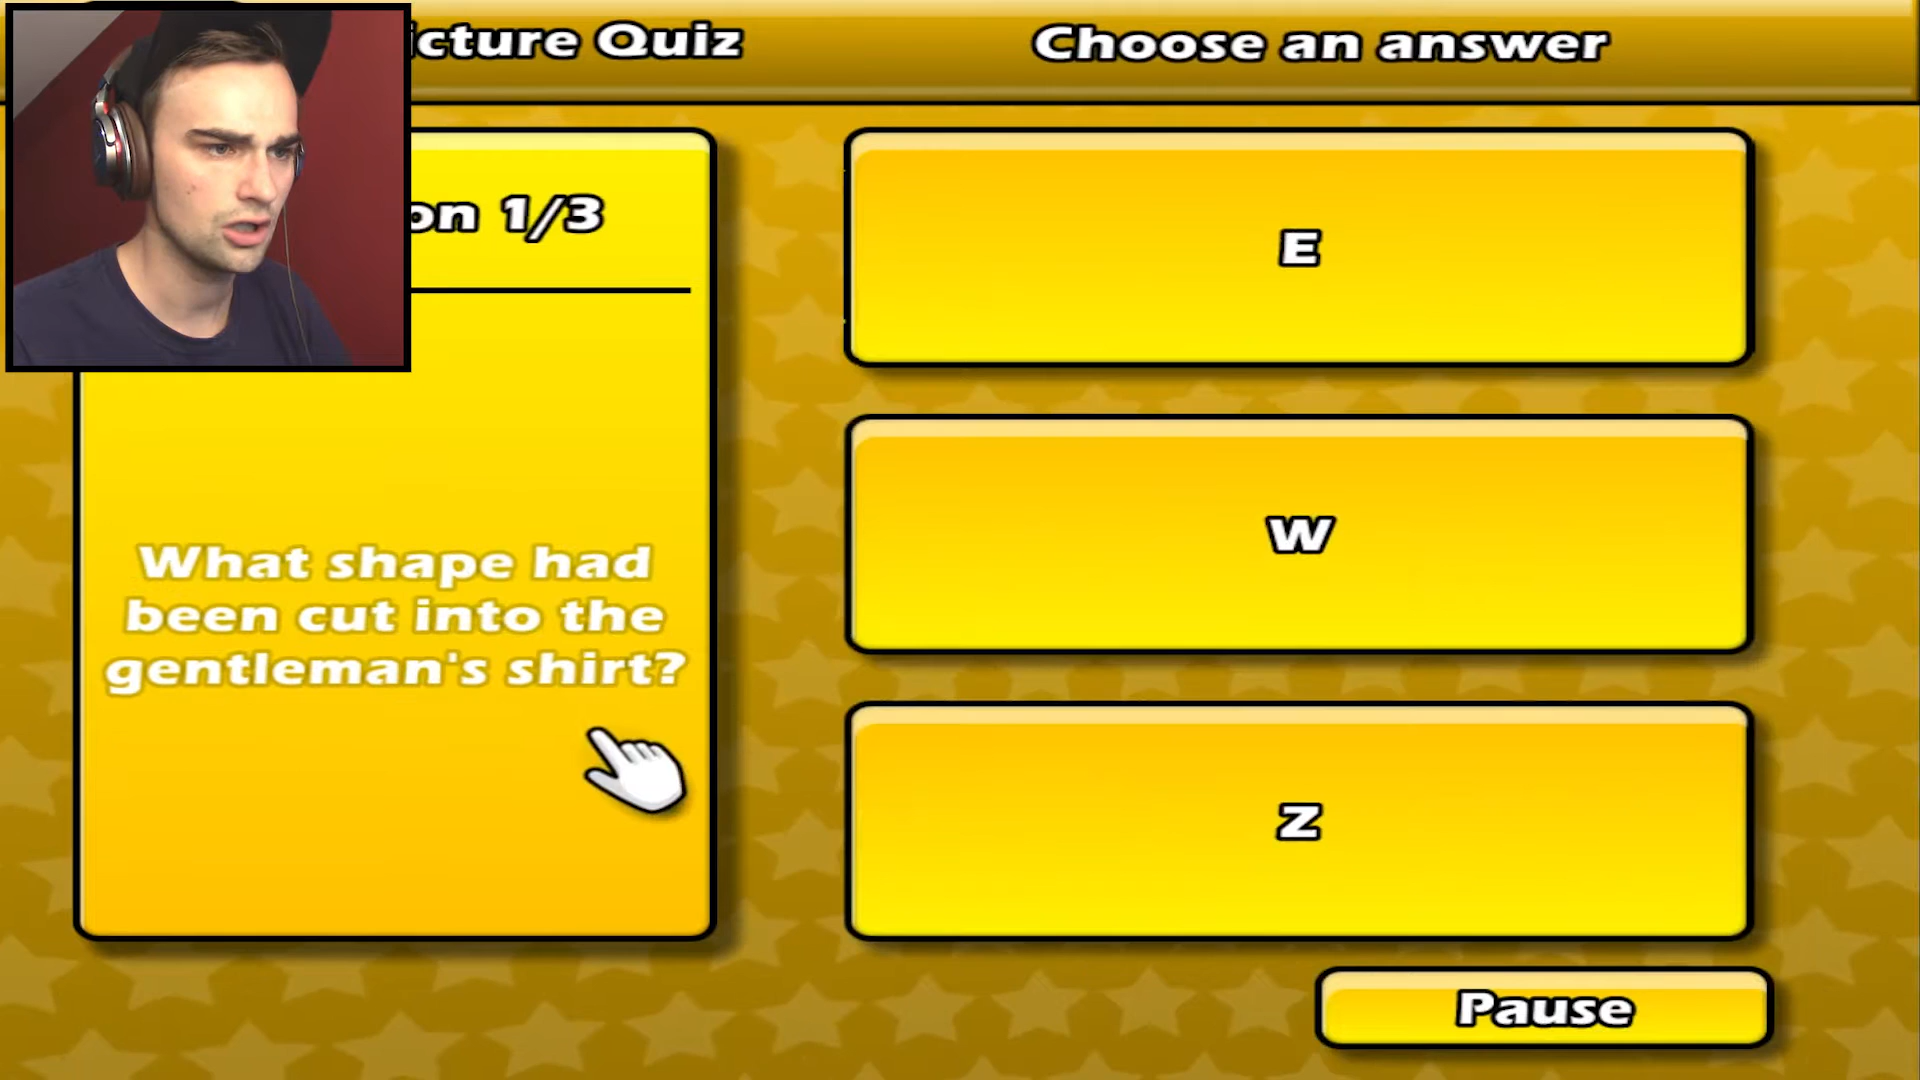 icture Quiz
Choose an answer
on 1/3
What shape had
been cut into the
gentleman's shirt?
E
W
Z
Pause